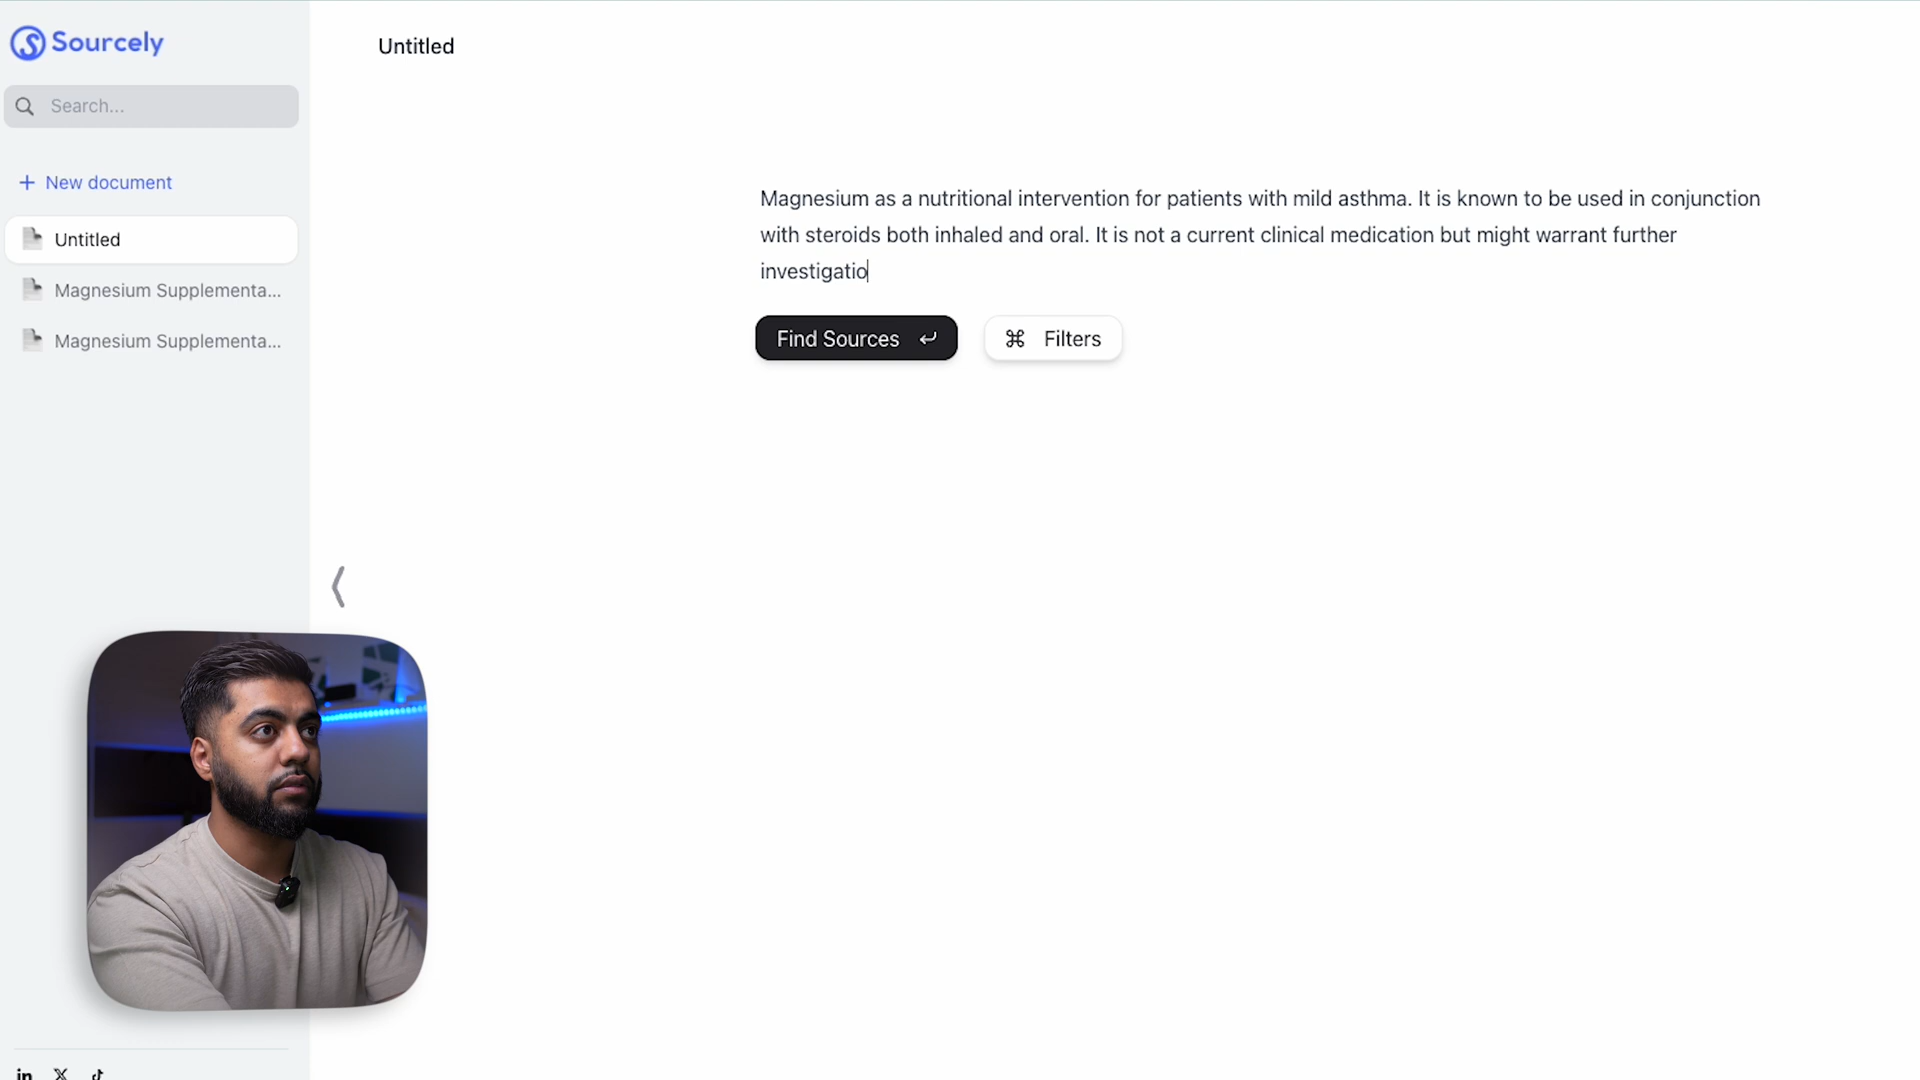 Sourcely
Untitled
Search...
+ New document
Untitled
Magnesium Supplementa...
Magnesium Supplementa...
Magnesium as a nutritional intervention for patients with mild asthma. It is known to be used in conjunction
with steroids both inhaled and oral. It is not a current clinical medication but might warrant further
investigatio
Find Sources
Filters
in X